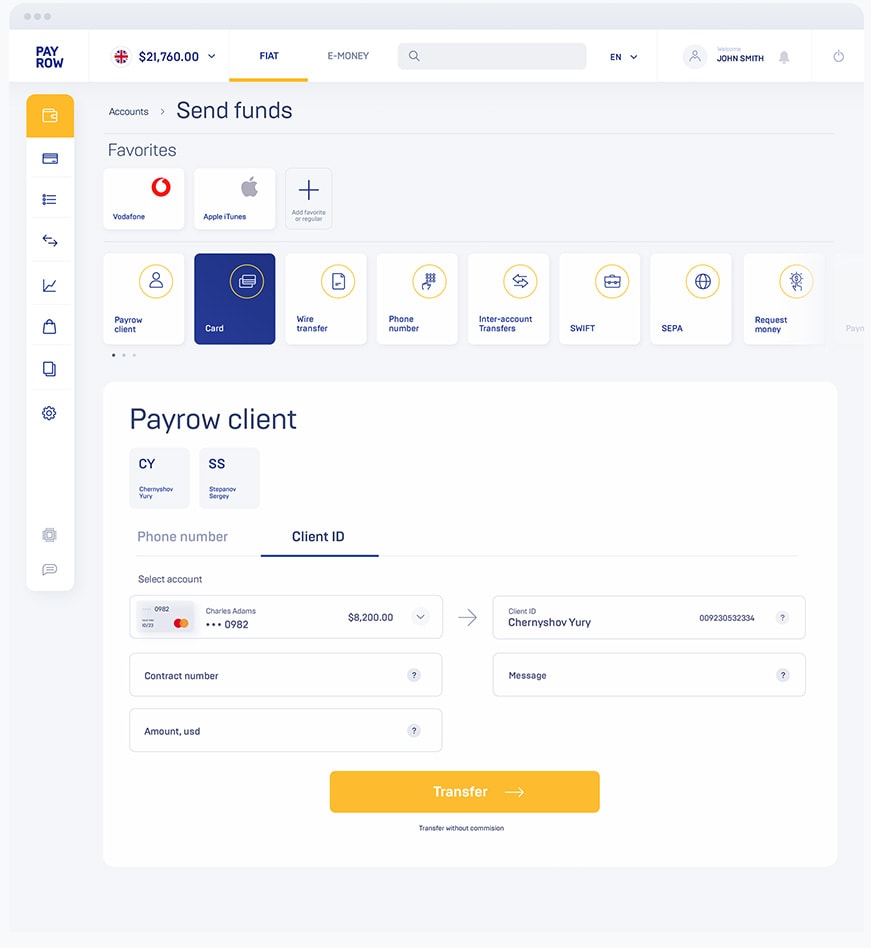 PAY
ROW
$21,760.00
FIAT
E-MONEY
EN
Welcome
JOHN SMITH
Accounts
Send funds
Favorites
Vodafone
Apple iTunes
Add favorite
or regular
Payrow
client
Card
Wire
transfer
Phone
number
Inter-account
Transfers
SWIFT
SEPA
Request
money
Payrow client
CY
Chernyshov
Yury
SS
Stepanov
Sergey
Phone number
Client ID
Select account
0982
10/23
Charles Adams
••• 0982
$8,200.00
Client ID
Chernyshov Yury
009230532334
?
Contract number
?
Message
?
Amount, usd
?
Transfer
Transfer without commision